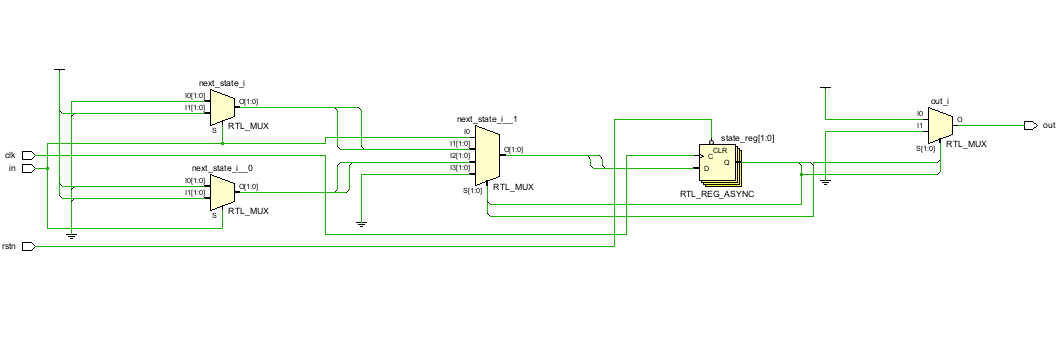 next_state_i
I0[1:0]
I1[1:0]
O[1:0]
S
RTL_MUX
clk
in
next_state_i__0
I0[1:0]
I1[1:0]
O[1:0]
S
RTL_MUX
rstn
next_state_i__1
I0
I1[1:0]
I2[1:0]
I3[1:0]
O[1:0]
S[1:0]
RTL_MUX
state_reg[1:0]
CLR
C
Q
D
RTL_REG_ASYNC
out_i
I0
I1
O
S[1:0]
RTL_MUX
out